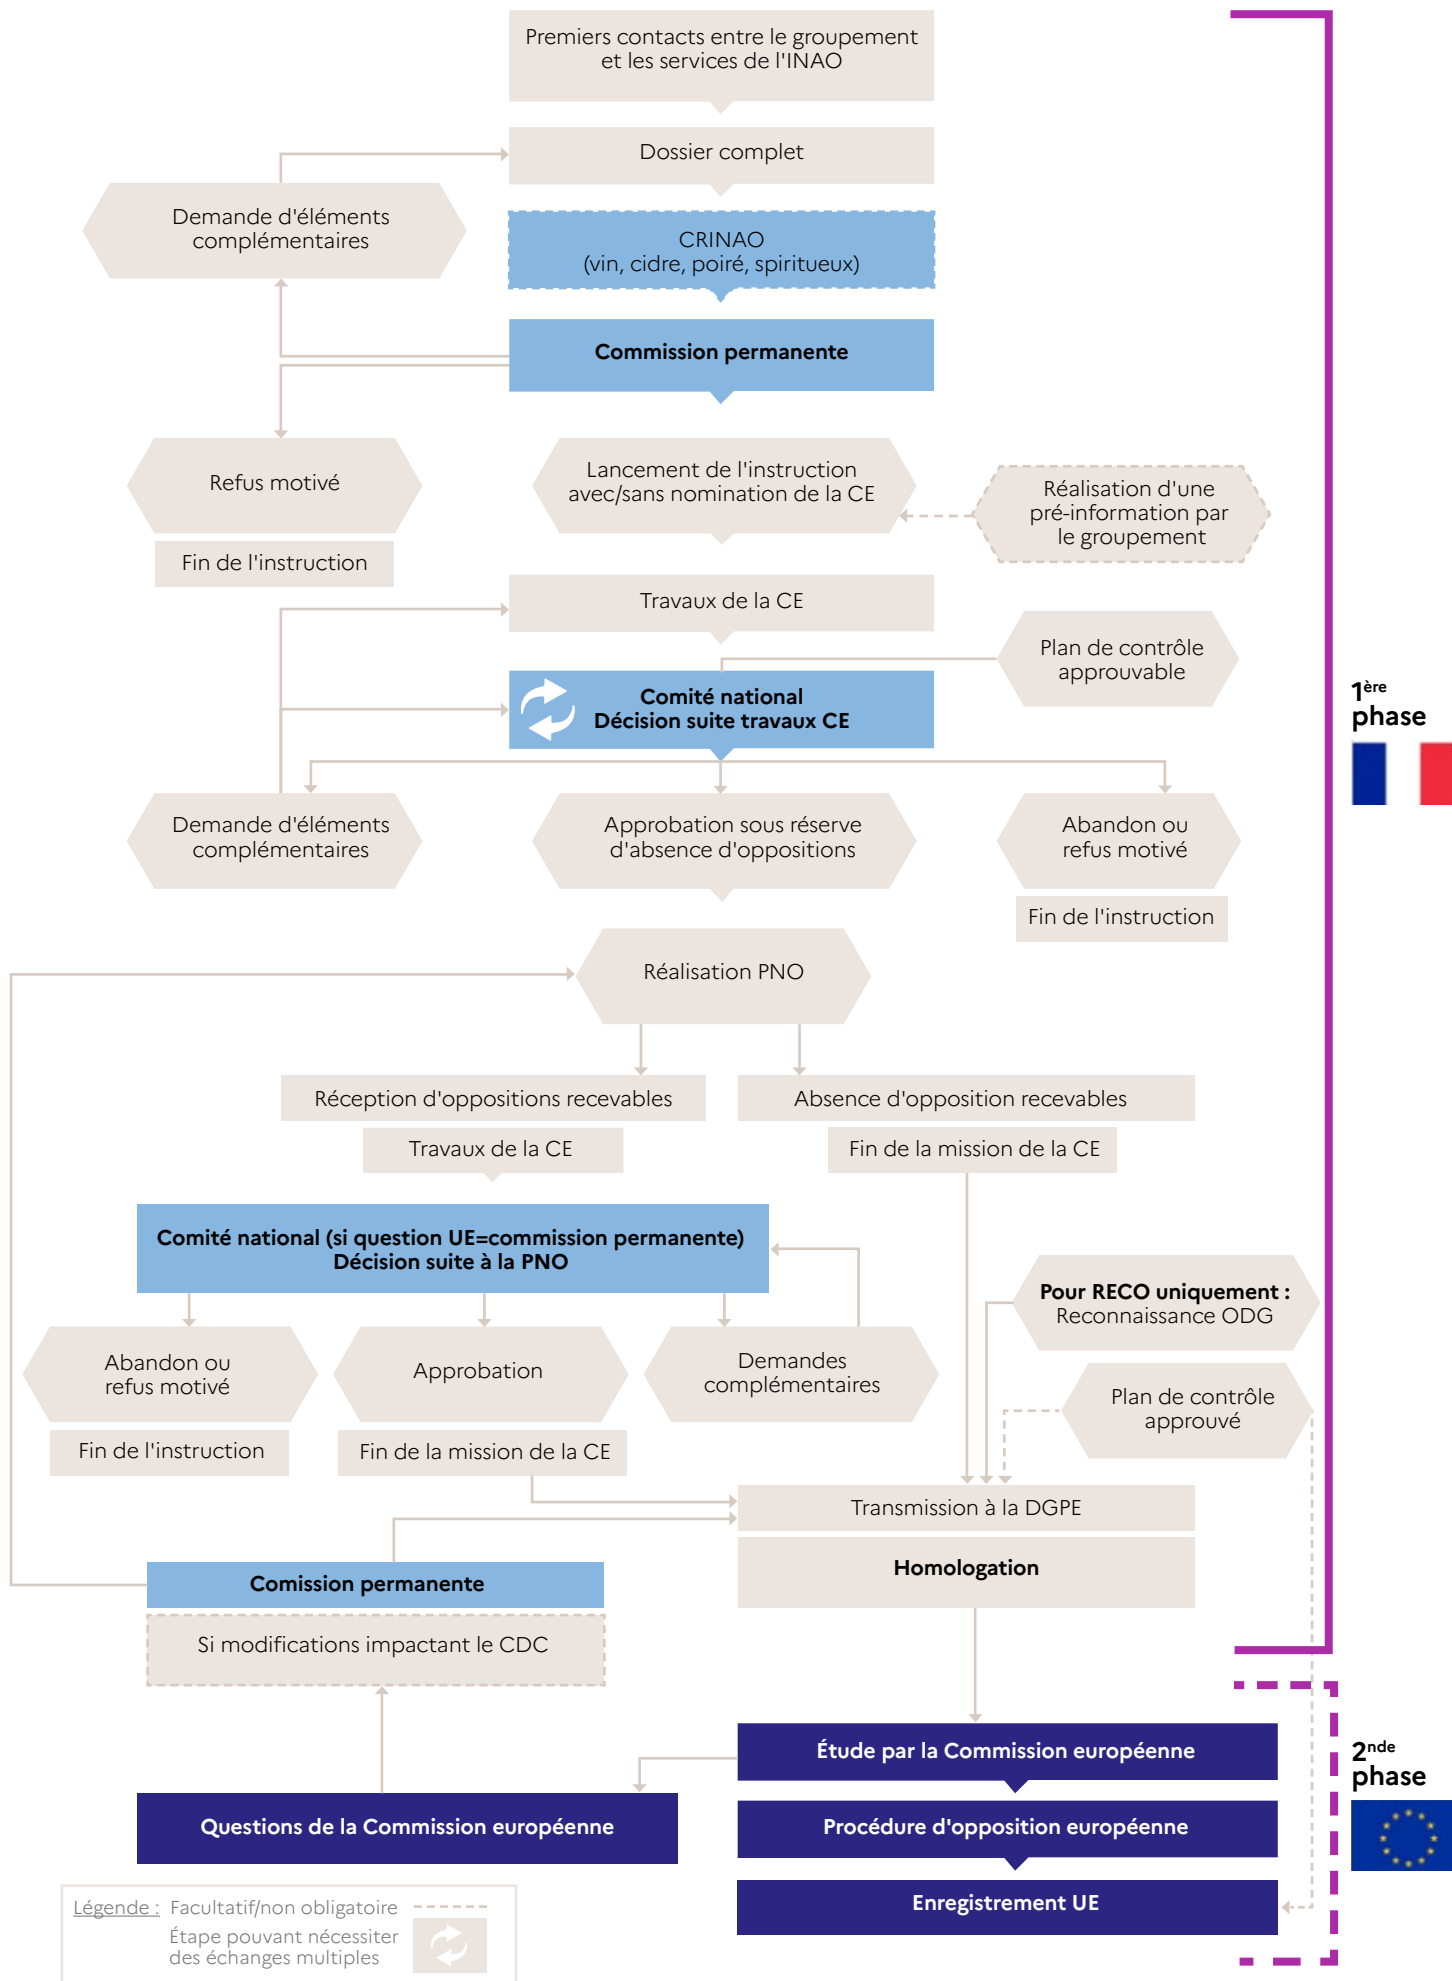 Premiers contacts entre le groupement
et les services de l'INAO
Dossier complet
Demande d'éléments
complémentaires
CRINAO
(vin, cidre, poiré, spiritueux)
Commission permanente
Refus motivé
Fin de l'instruction
Lancement de l'instruction
avec/sans nomination de la CE
Réalisation d'une
pré-information par
le groupement
Travaux de la CE
Plan de contrôle
approuvable
Comité national
Décision suite travaux CE
1ère
phase
Demande d'éléments
complémentaires
Approbation sous réserve
d'absence d'oppositions
Abandon ou
refus motivé
Fin de l'instruction
Réalisation PNO
Réception d'oppositions recevables
Absence d'opposition recevables
Travaux de la CE
Fin de la mission de la CE
Comité national (si question UE=commission permanente)
Décision suite à la PNO
Pour RECO uniquement :
Reconnaissance ODG
Abandon ou
refus motivé
Approbation
Demandes
complémentaires
Plan de contrôle
approuvé
Fin de l'instruction
Fin de la mission de la CE
Transmission à la DGPE
Homologation
Comission permanente
Si modifications impactant le CDC
Étude par la Commission européenne
2nde
phase
Questions de la Commission européenne
Procédure d'opposition européenne
Enregistrement UE
Légende : Facultatif/non obligatoire
Étape pouvant nécessiter
des échanges multiples